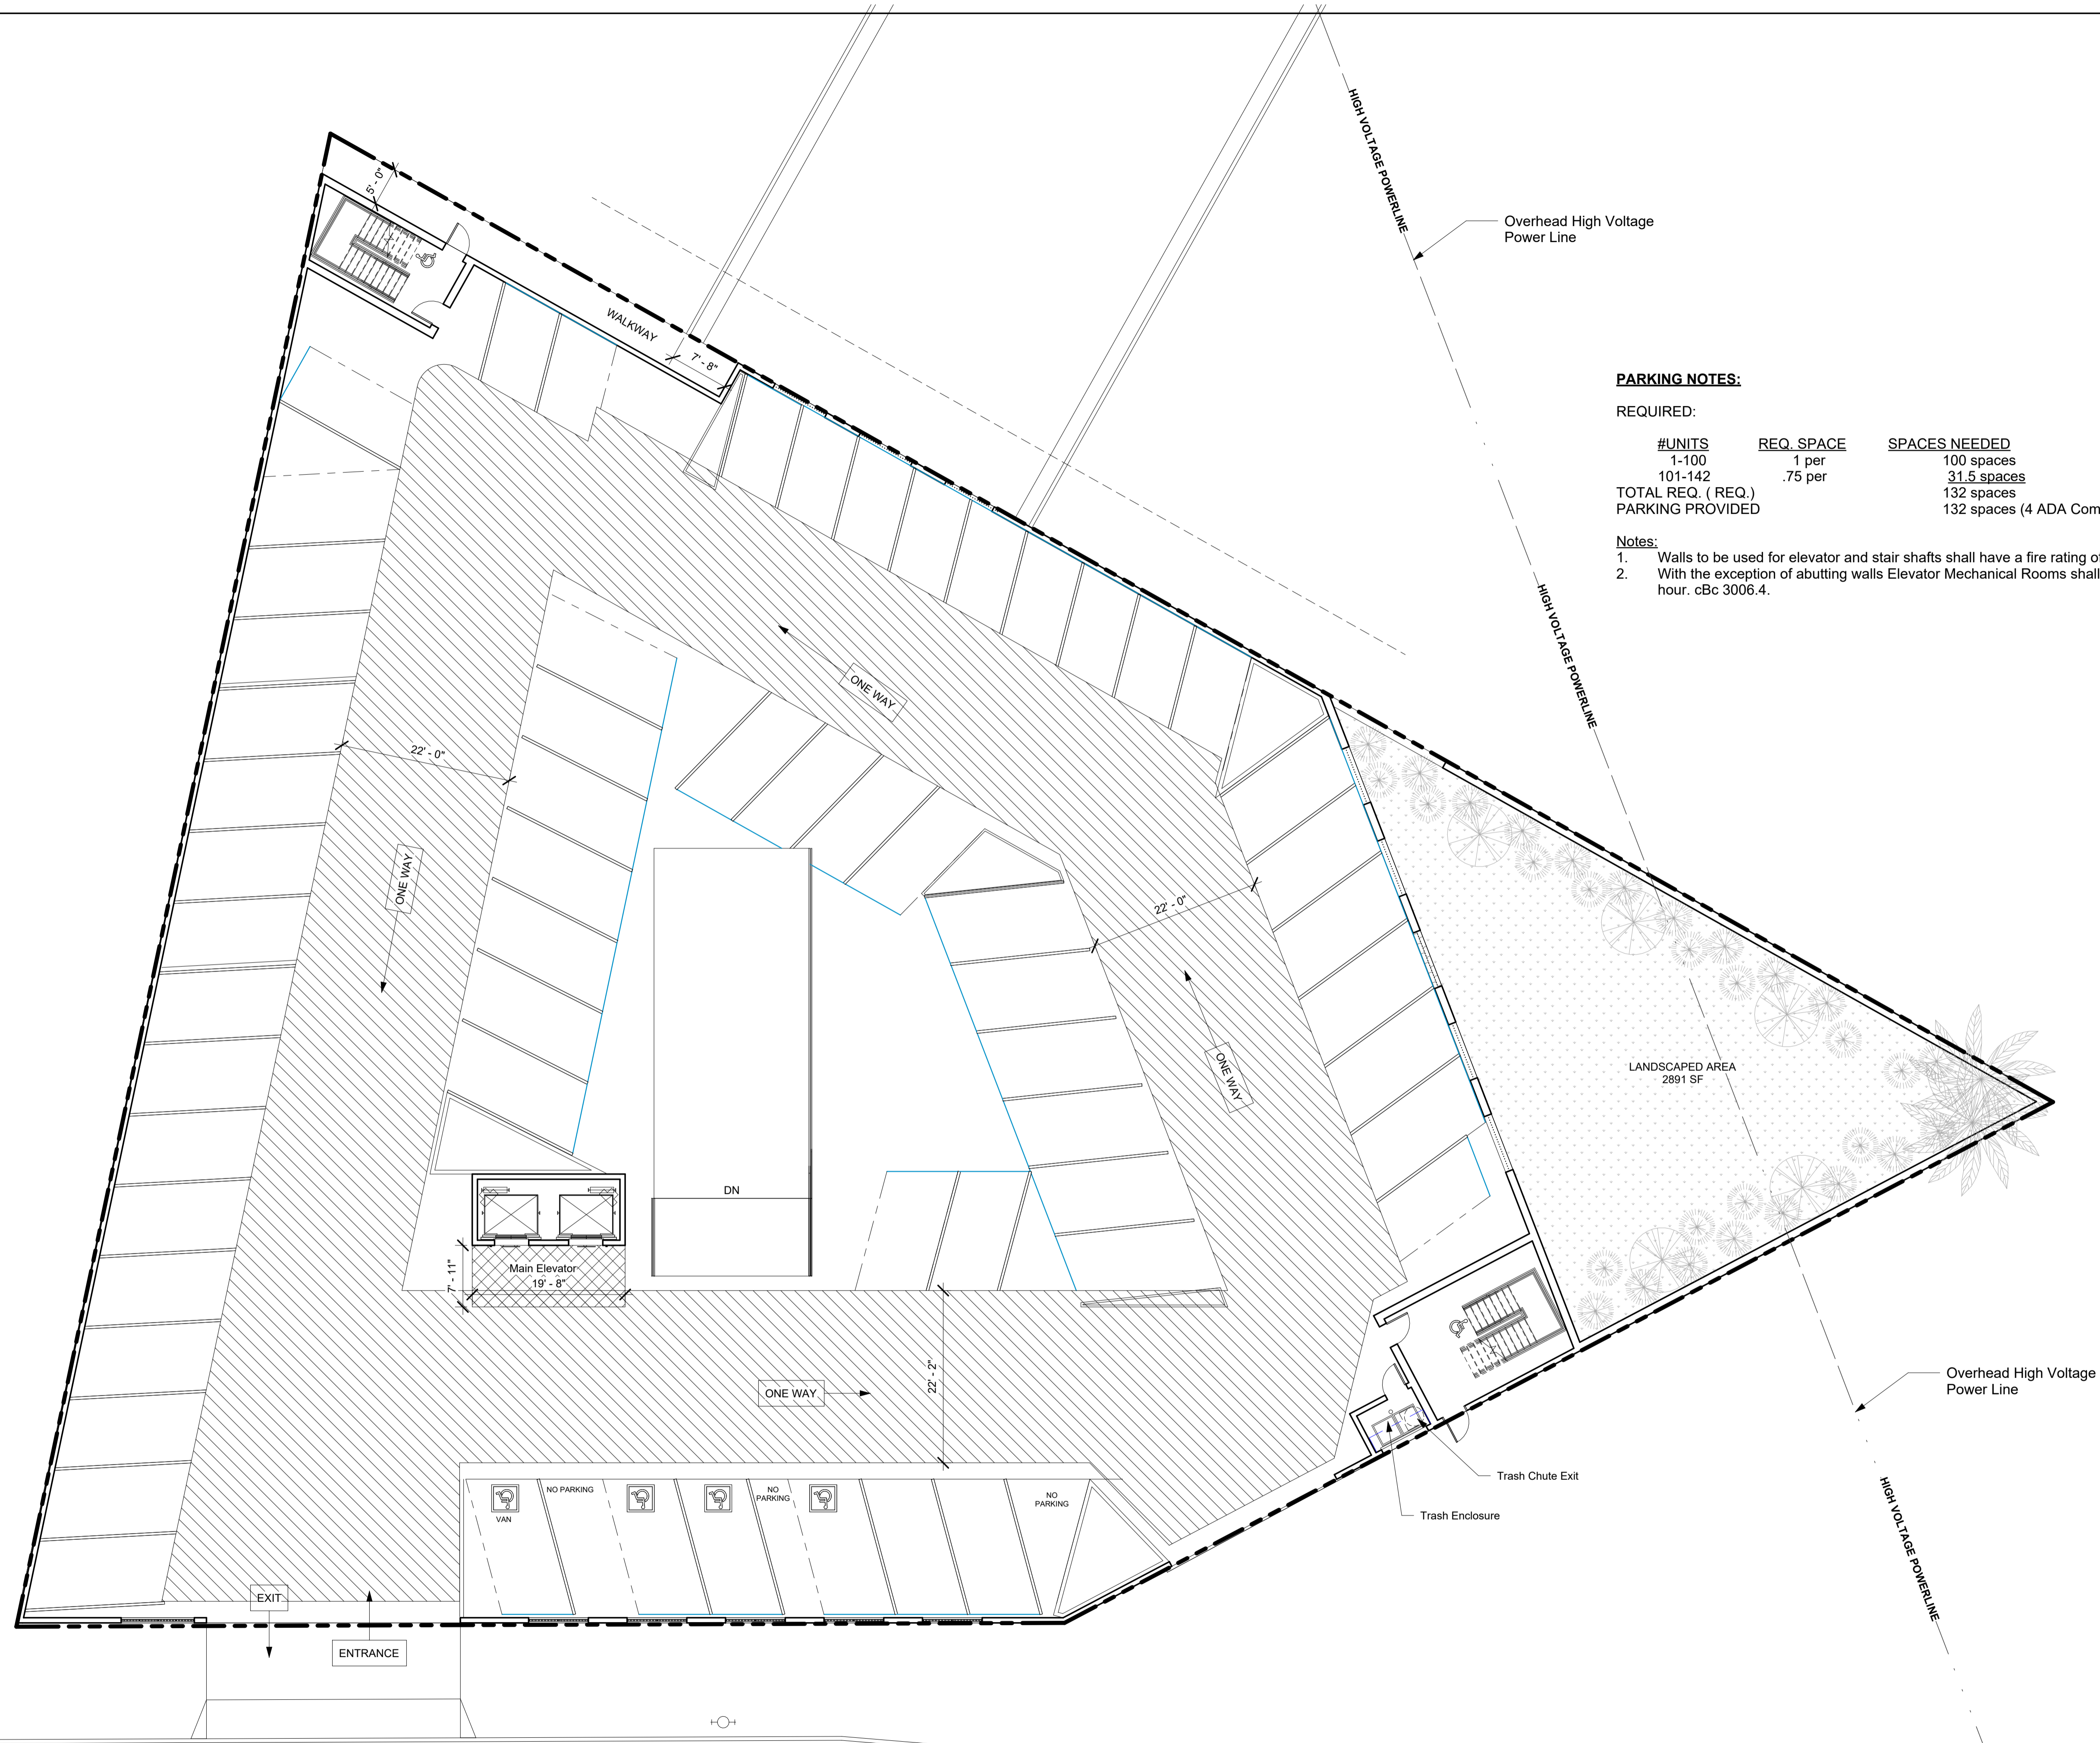 HIGH VOLTAGE POWERLINE
Overhead High Voltage
Power Line
5' - 0"
WALKWAY
7' - 8"
PARKING NOTES:
REQUIRED:
#UNITS REQ. SPACE SPACES NEEDED
1-100 1 per 100 spaces
101-142 .75 per 31.5 spaces
TOTAL REQ. ( REQ.) 132 spaces
PARKING PROVIDED 132 spaces (4 ADA Com
Notes:
1. Walls to be used for elevator and stair shafts shall have a fire rating of
2. With the exception of abutting walls Elevator Mechanical Rooms shall
hour. cBc 3006.4.
HIGH VOLTAGE POWERLINE
ONE WAY
22' - 0"
ONE WAY
22' - 0"
ONE WAY
LANDSCAPED AREA
2891 SF
DN
Main Elevator
19' - 8"
7' - 11"
22' - 2"
ONE WAY
Overhead High Voltage
Power Line
Trash Chute Exit
Trash Enclosure
VAN
NO PARKING
NO
PARKING
NO
PARKING
HIGH VOLTAGE POWERLINE
EXIT
ENTRANCE